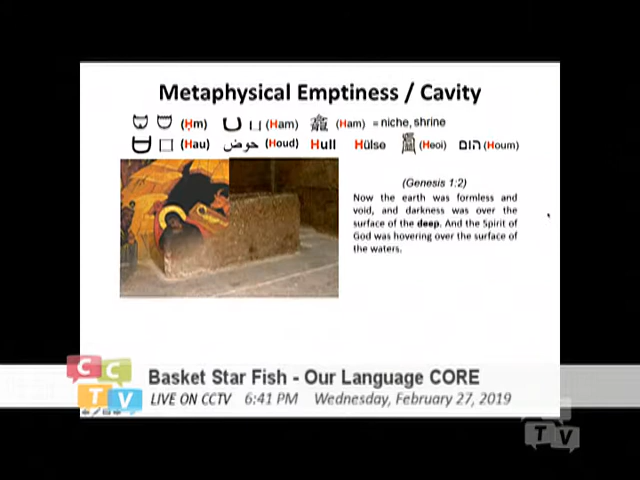 Metaphysical Emptiness / Cavity
(Ḥm) (Ham) 龕 (Ham) = niche, shrine
(Hau) حوض (Houd) Hull Hülse (Heoi) הום (Houm)
(Genesis 1:2)
Now the earth was formless and
void, and darkness was over the
surface of the deep. And the Spirit of
God was hovering over the surface of
the waters.
C C
T V
Basket Star Fish - Our Language CORE
LIVE ON CCTV 6:41 PM Wednesday, February 27, 2019
T V